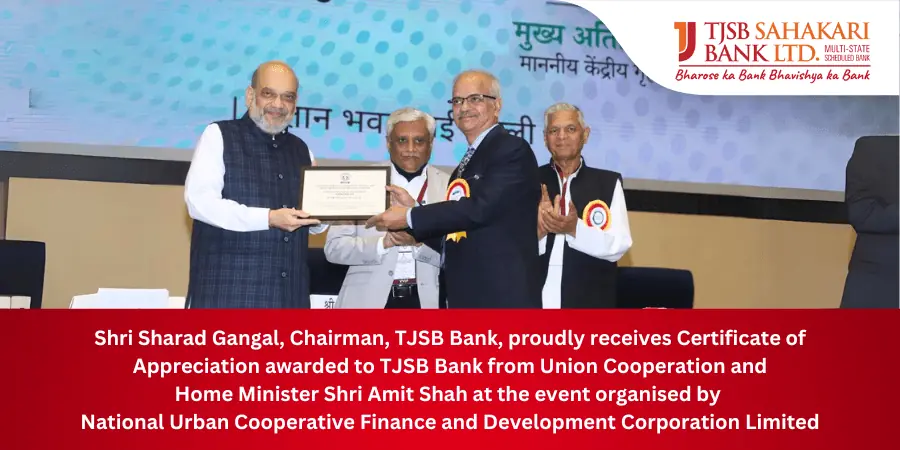 मुख्य अति
माननीय केंद्रीय गृ
TJSB SAHAKARI
BANK LTD. MULTI-STATE
SCHEDULED BANK
Bharose ka Bank Bhavishya ka Bank
श्री
Shri Sharad Gangal, Chairman, TJSB Bank, proudly receives Certificate of
Appreciation awarded to TJSB Bank from Union Cooperation and
Home Minister Shri Amit Shah at the event organised by
National Urban Cooperative Finance and Development Corporation Limited